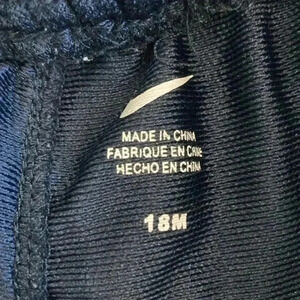 MADE IN CHINA
FABRIQUE EN CHINE
HECHO EN CHINA
18M